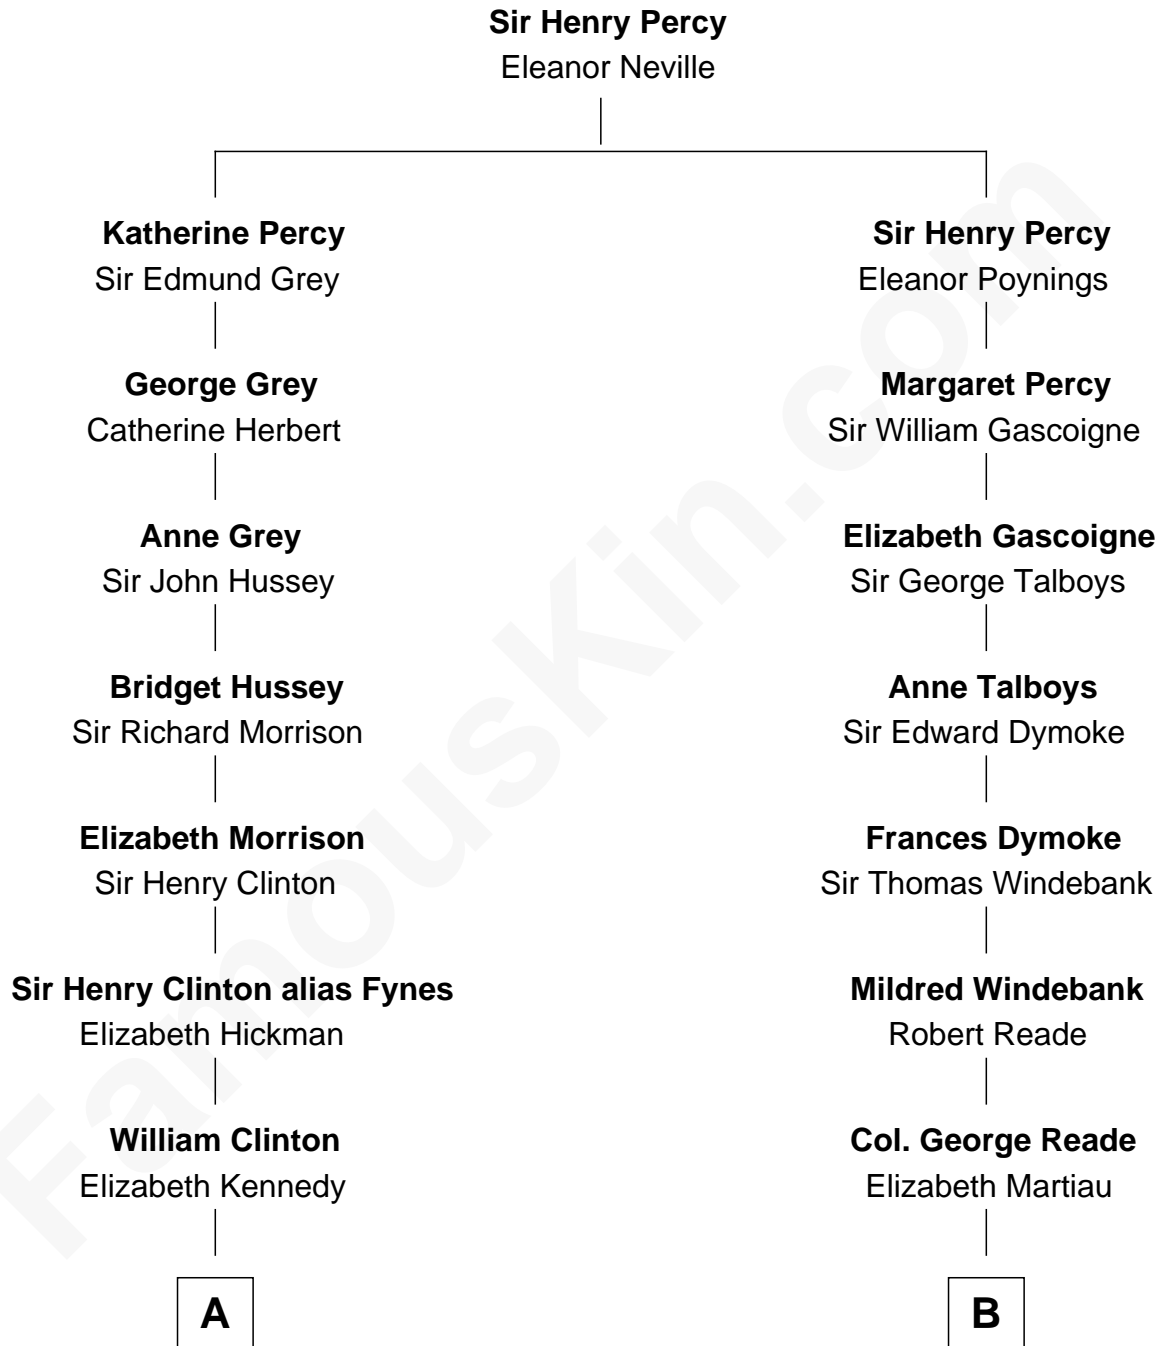 Sir Henry Percy
Eleanor Neville
Katherine Percy
Sir Edmund Grey
George Grey
Catherine Herbert
Anne Grey
Sir John Hussey
Bridget Hussey
Sir Richard Morrison
Elizabeth Morrison
Sir Henry Clinton
Sir Henry Clinton alias Fynes
Elizabeth Hickman
William Clinton
Elizabeth Kennedy
A
Sir Henry Percy
Eleanor Poynings
Margaret Percy
Sir William Gascoigne
Elizabeth Gascoigne
Sir George Talboys
Anne Talboys
Sir Edward Dymoke
Frances Dymoke
Sir Thomas Windebank
Mildred Windebank
Robert Reade
Col. George Reade
Elizabeth Martiau
B
FamousKin.com